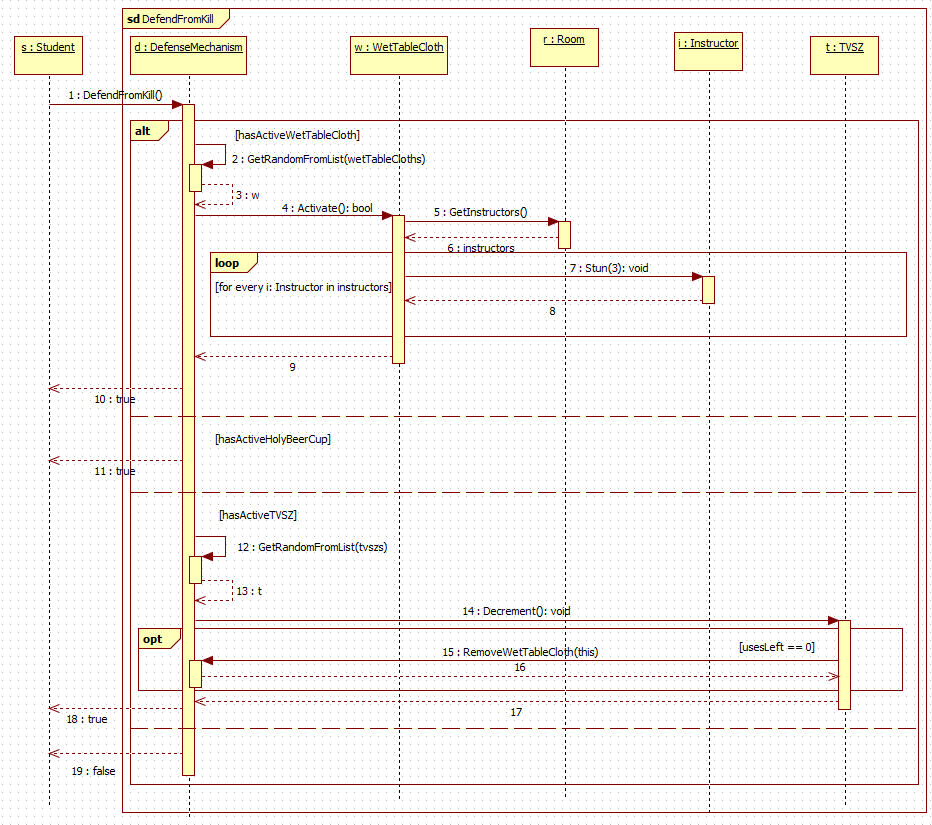 sd DefendFromKill
s : Student
d : DefenseMechanism
w : WetTableCloth
r : Room
i : Instructor
t : TVSZ
1 : DefendFromKill()
alt
[hasActiveWetTableCloth]
2 : GetRandomFromList(wetTableCloths)
3 : w
4 : Activate(): bool
5 : GetInstructors()
6 : instructors
loop
7 : Stun(3): void
[for every i: Instructor in instructors]
8
9
10 : true
[hasActiveHolyBeerCup]
11 : true
[hasActiveTVSZ]
12 : GetRandomFromList(tvszs)
13 : t
14 : Decrement(): void
opt
[usesLeft == 0]
15 : RemoveWetTableCloth(this)
16
17
18 : true
19 : false